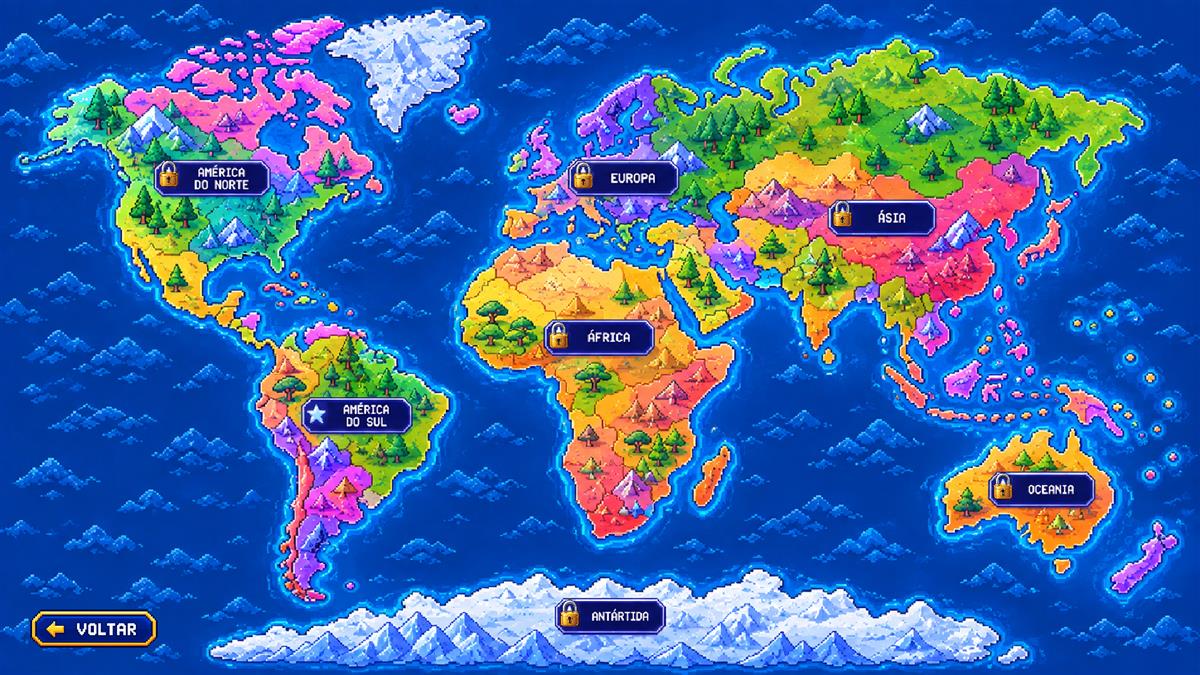 AMÉRICA
DO NORTE
EUROPA
ÁSIA
ÁFRICA
AMÉRICA
DO SUL
OCEANIA
ANTÁRTIDA
VOLTAR